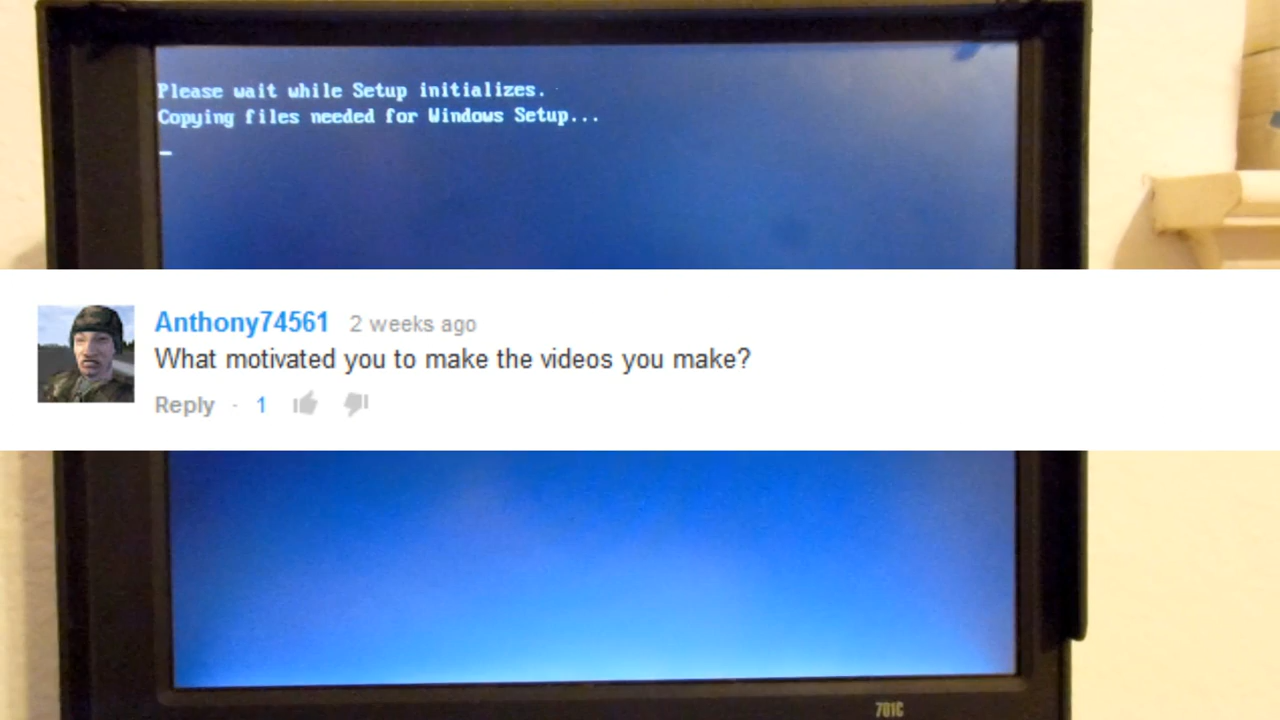 Please wait while Setup initializes.
Copying files needed for Windows Setup...
Anthony74561 2 weeks ago
What motivated you to make the videos you make?
Reply · 1
701C